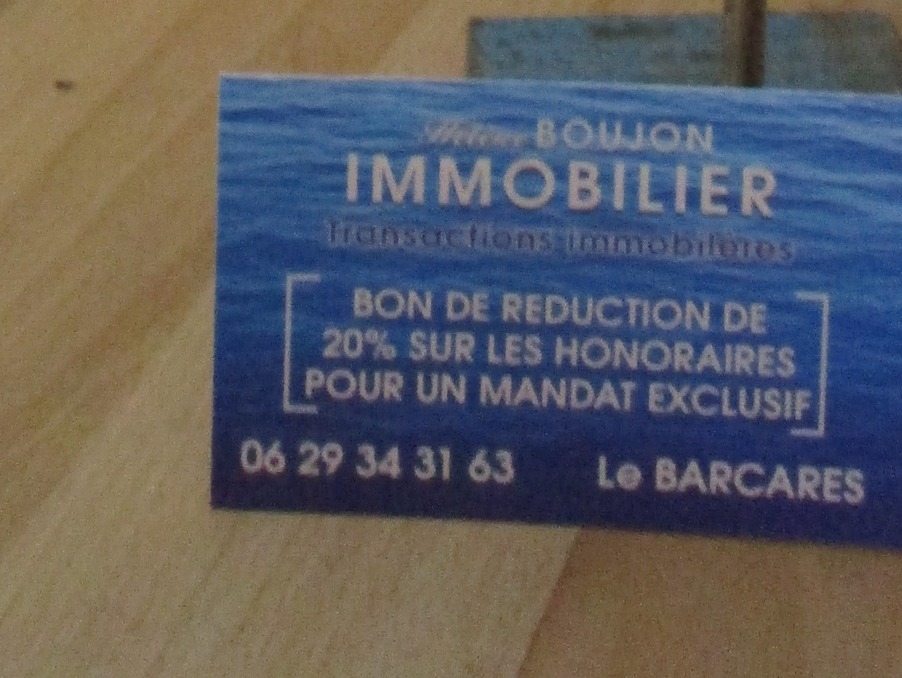 BOUJON
IMMOBILIER
Transactions immobilères
BON DE REDUCTION DE
20% SUR LES HONORAIRES
POUR UN MANDAT EXCLUSIF
06 29 34 31 63
Le BARCARES